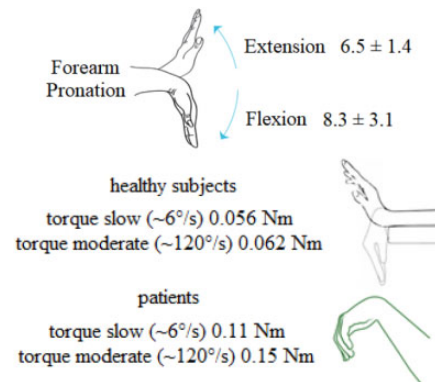 Extension 6.5 ± 1.4
Forearm
Pronation
Flexion 8.3 ± 3.1
healthy subjects
torque slow (~6°/s) 0.056 Nm
torque moderate (~120°/s) 0.062 Nm
patients
torque slow (~6°/s) 0.11 Nm
torque moderate (~120°/s) 0.15 Nm